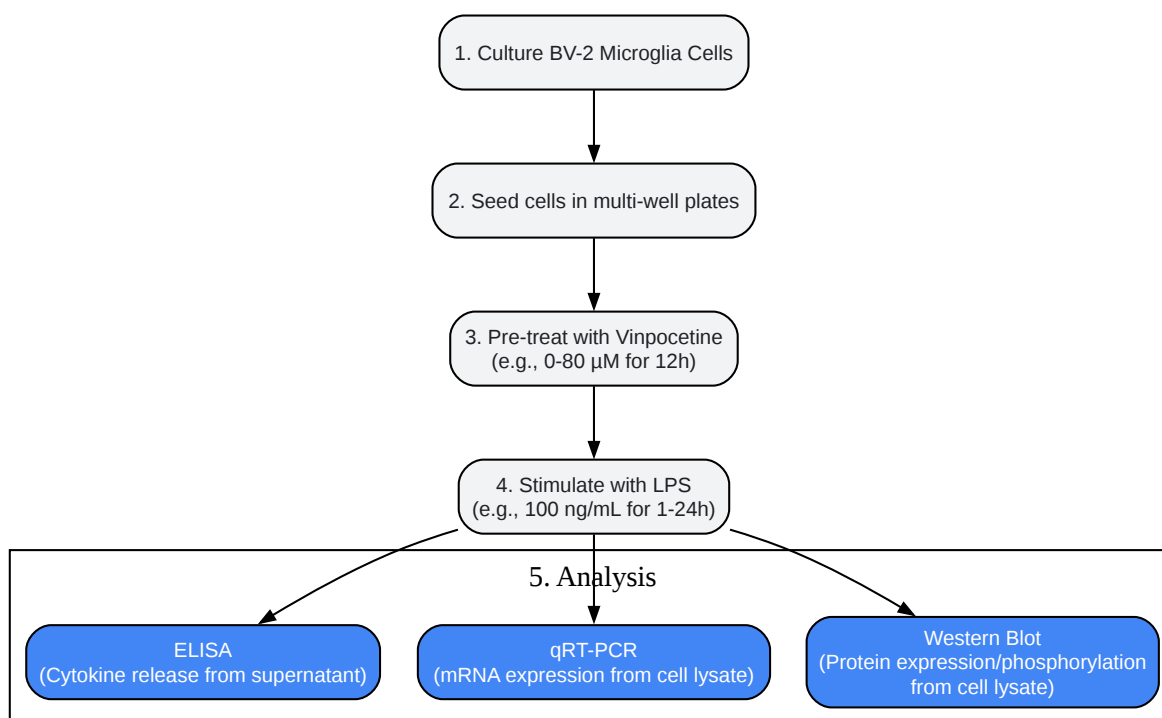 1. Culture BV-2 Microglia Cells
2. Seed cells in multi-well plates
3. Pre-treat with Vinpocetine
(e.g., 0-80 µM for 12h)
4. Stimulate with LPS
(e.g., 100 ng/mL for 1-24h)
5. Analysis
ELISA
(Cytokine release from supernatant)
qRT-PCR
(mRNA expression from cell lysate)
Western Blot
(Protein expression/phosphorylation
from cell lysate)